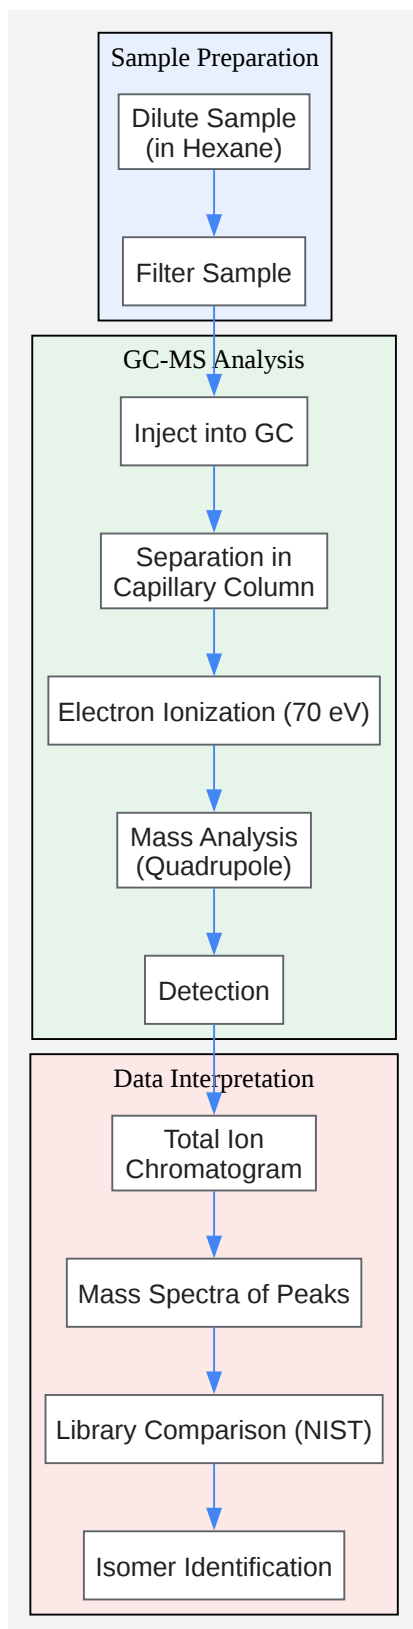 Sample Preparation
Dilute Sample
(in Hexane)
Filter Sample
GC-MS Analysis
Inject into GC
Separation in
Capillary Column
Electron Ionization (70 eV)
Mass Analysis
(Quadrupole)
Detection
Data Interpretation
Total Ion
Chromatogram
Mass Spectra of Peaks
Library Comparison (NIST)
Isomer Identification